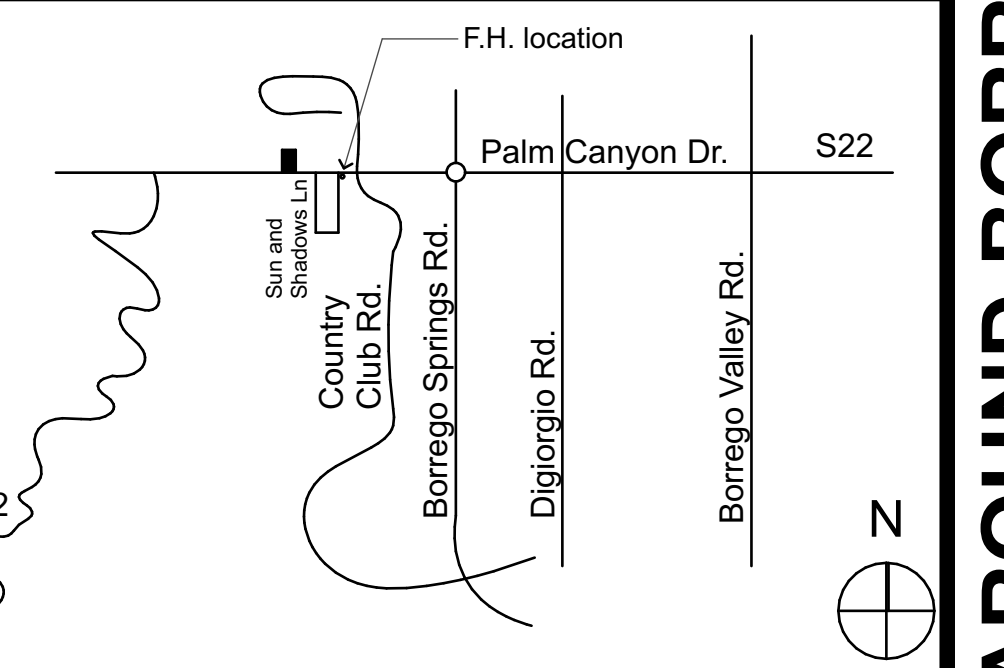 F.H. location
Palm Canyon Dr.
S22
Sun and
Shadows Ln
Country
Club Rd.
Borrego Springs Rd.
Digiorgio Rd.
Borrego Valley Rd.
2
N